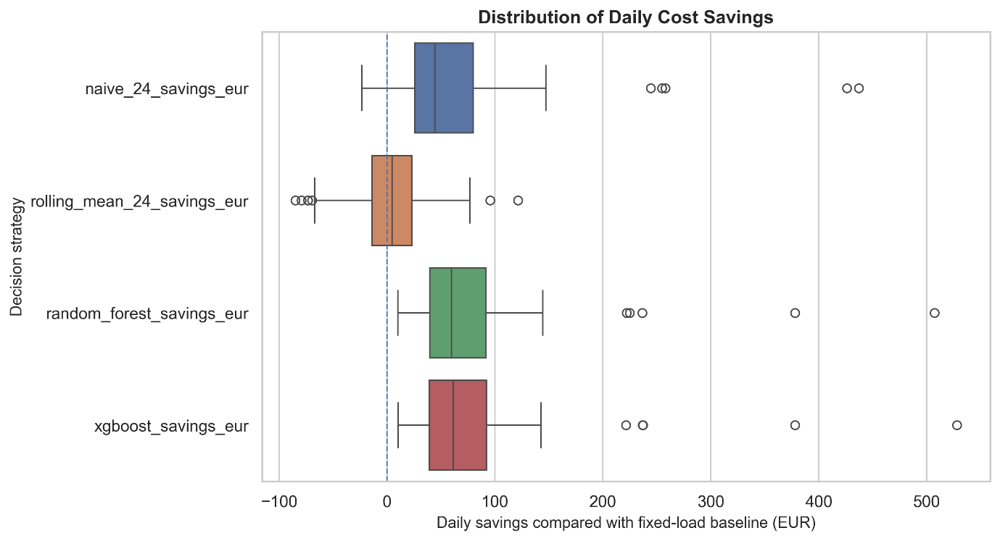 Distribution of Daily Cost Savings
Decision strategy
naive_24_savings_eur
rolling_mean_24_savings_eur
random_forest_savings_eur
xgboost_savings_eur
−100 0 100 200 300 400 500
Daily savings compared with fixed-load baseline (EUR)